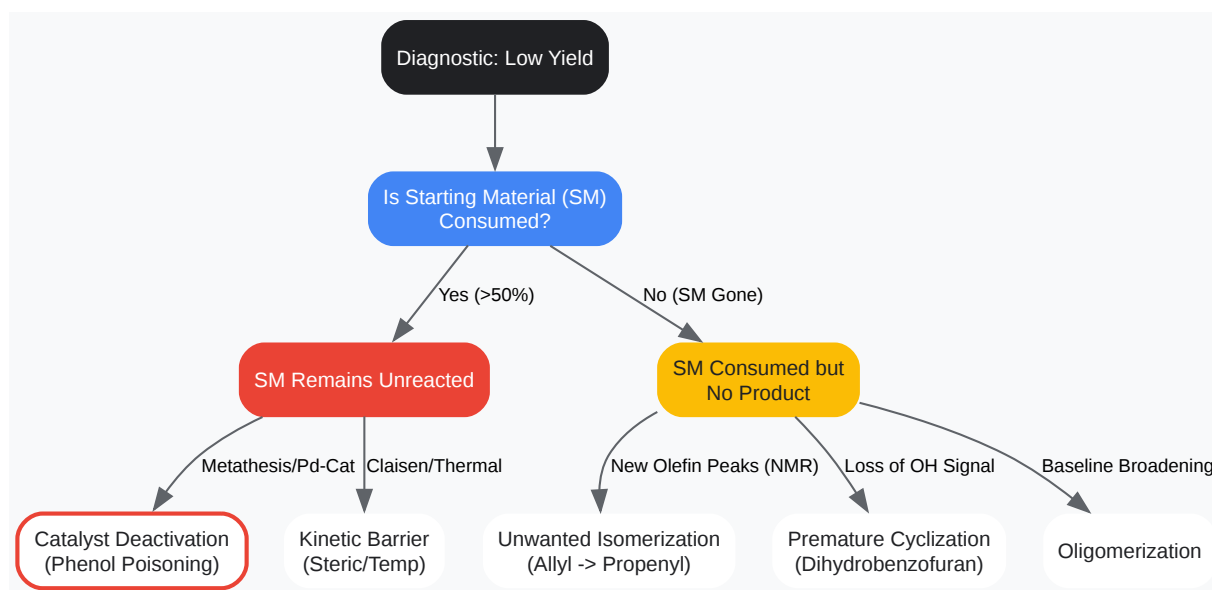 Diagnostic: Low Yield
Is Starting Material (SM)
Consumed?
Yes (>50%)
No (SM Gone)
SM Remains Unreacted
SM Consumed but
No Product
Metathesis/Pd-Cat
Claisen/Thermal
New Olefin Peaks (NMR)
Loss of OH Signal
Baseline Broadening
Catalyst Deactivation
(Phenol Poisoning)
Kinetic Barrier
(Steric/Temp)
Unwanted Isomerization
(Allyl -> Propenyl)
Premature Cyclization
(Dihydrobenzofuran)
Oligomerization